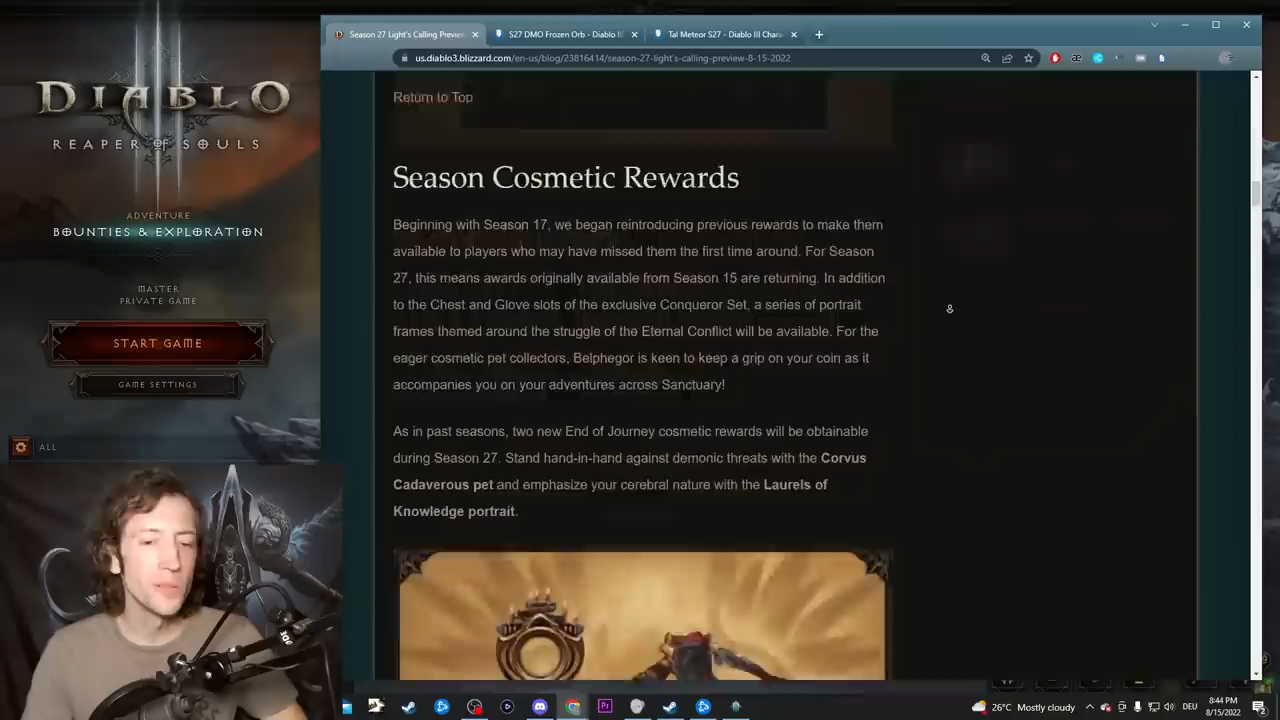 Season 27 Light's Calling Preview
S27 DMO Frozen Orb - Diablo III
Tal Meteor S27 - Diablo III Chara
us.diablo3.blizzard.com/en-us/blog/23816414/season-27-light's-calling-preview-8-15-2022
DIABLO
III
REAPER OF SOULS
ADVENTURE
BOUNTIES & EXPLORATION
MASTER
PRIVATE GAME
START GAME
GAME SETTINGS
ALL
Return to Top
Season Cosmetic Rewards
Beginning with Season 17, we began reintroducing previous rewards to make them
available to players who may have missed them the first time around. For Season
27, this means awards originally available from Season 15 are returning. In addition
to the Chest and Glove slots of the exclusive Conqueror Set, a series of portrait
frames themed around the struggle of the Eternal Conflict will be available. For the
eager cosmetic pet collectors, Belphegor is keen to keep a grip on your coin as it
accompanies you on your adventures across Sanctuary!
As in past seasons, two new End of Journey cosmetic rewards will be obtainable
during Season 27. Stand hand-in-hand against demonic threats with the Corvus
Cadaverous pet and emphasize your cerebral nature with the Laurels of
Knowledge portrait.
Pr
26°C Mostly cloudy
DEU
8:44 PM
8/15/2022